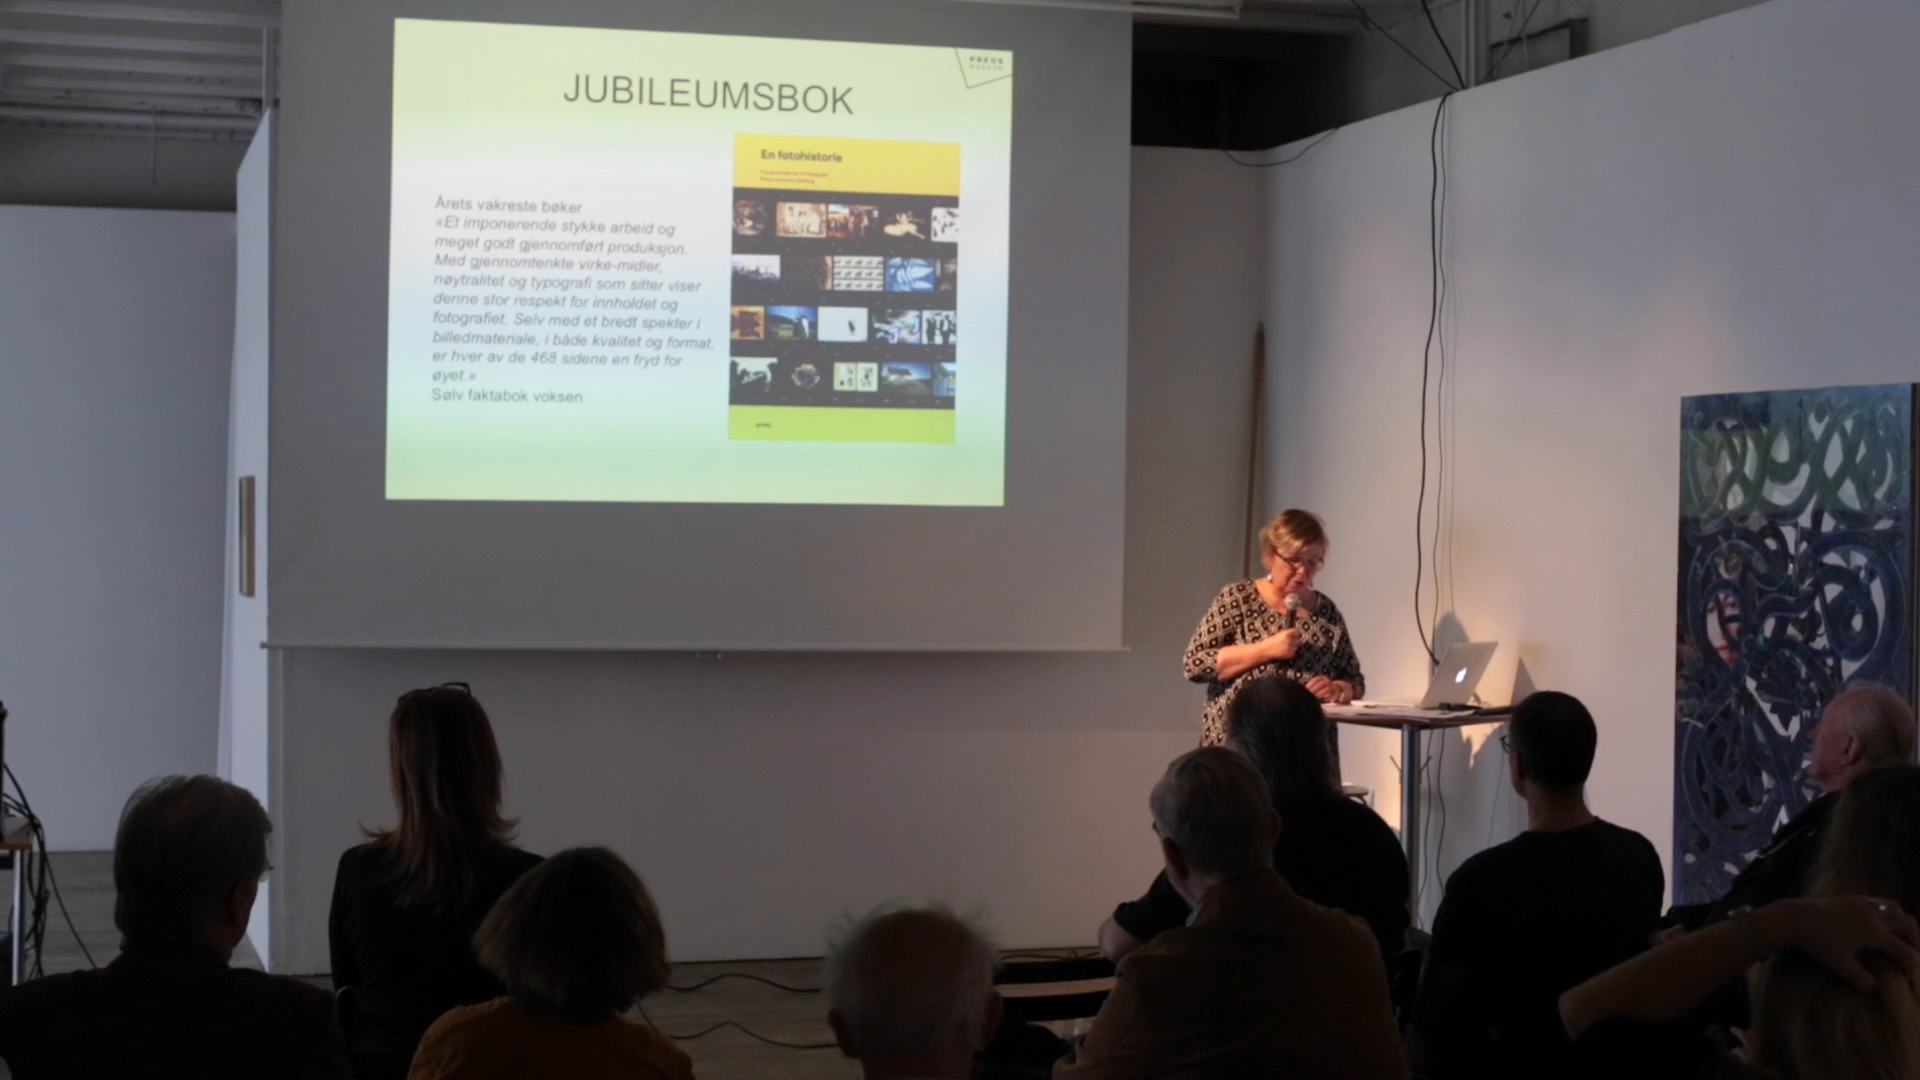 PREUS
MUSEUM
JUBILEUMSBOK
En fotohistorie
Årets vakreste bøker
«Et imponerende stykke arbeid og
meget godt gjennomført produksjon.
Med gjennomtenkte virke-midler,
nøytralitet og typografi som sitter viser
denne stor respekt for innholdet og
fotografiet. Selv med et bredt spekter i
billedmateriale, i både kvalitet og format,
er hver av de 468 sidene en fryd for
øyet.»
Sølv faktabok voksen